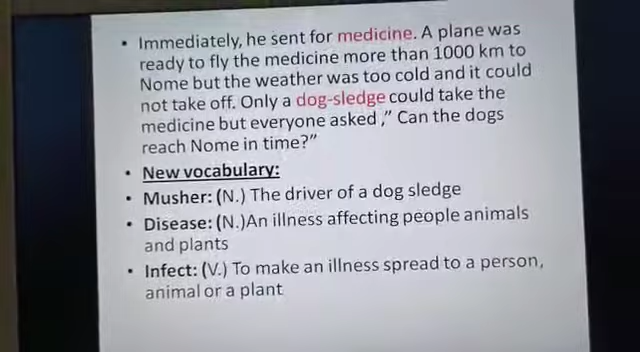 • Immediately, he sent for medicine. A plane was
ready to fly the medicine more than 1000 km to
Nome but the weather was too cold and it could
not take off. Only a dog-sledge could take the
medicine but everyone asked ," Can the dogs
reach Nome in time?"
• New vocabulary:
• Musher: (N.) The driver of a dog sledge
• Disease: (N.)An illness affecting people animals
and plants
• Infect: (V.) To make an illness spread to a person,
animal or a plant